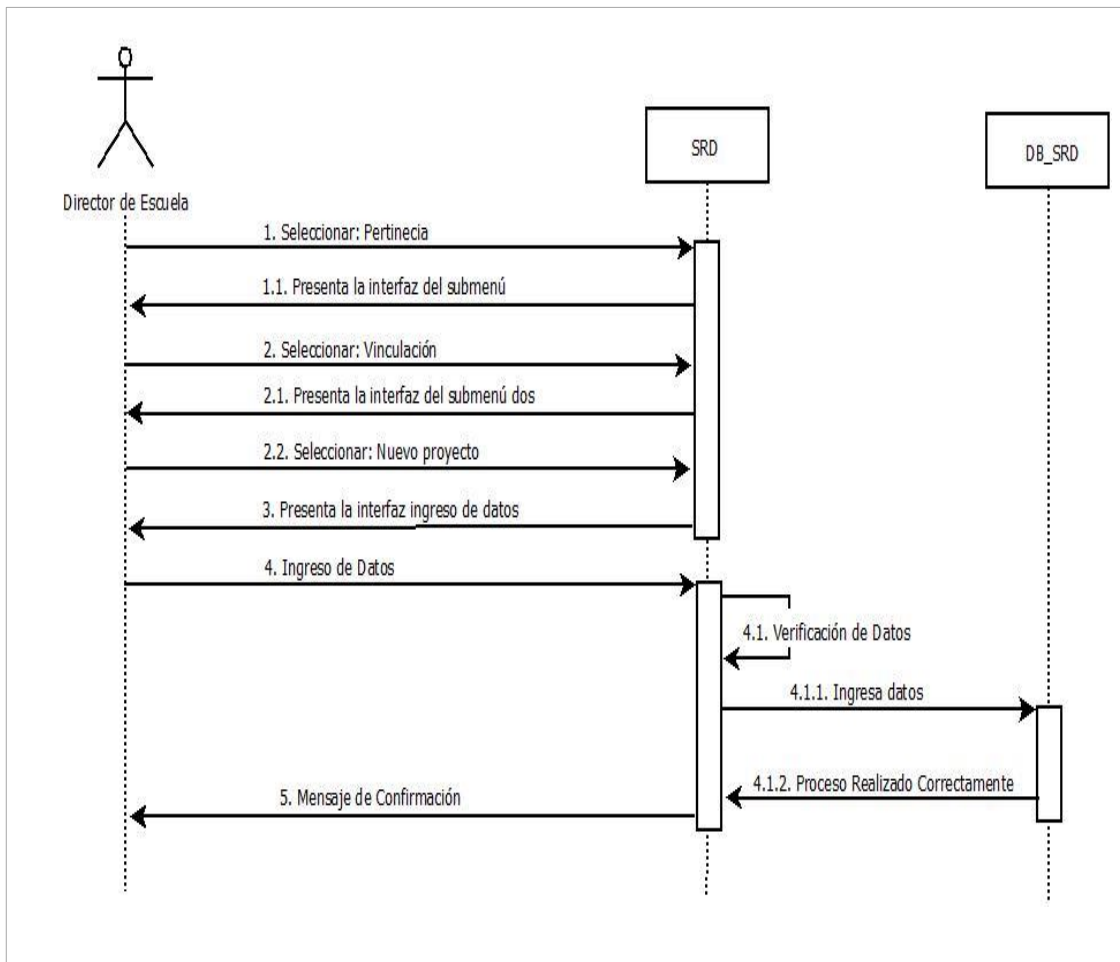 SRD
DB_SRD
Director de Escuela
1. Seleccionar: Pertinecia
1.1. Presenta la interfaz del submenú
2. Seleccionar: Vinculación
2.1. Presenta la interfaz del submenú dos
2.2. Seleccionar: Nuevo proyecto
3. Presenta la interfaz ingreso de datos
4. Ingreso de Datos
4.1. Verificación de Datos
4.1.1. Ingresa datos
4.1.2. Proceso Realizado Correctamente
5. Mensaje de Confirmación